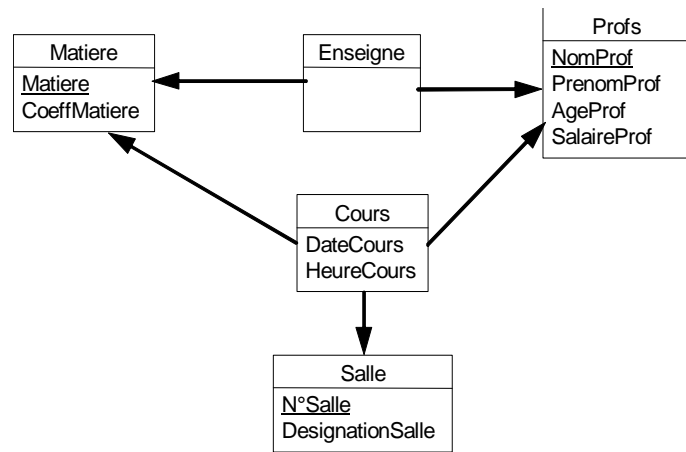 Matiere
Matiere
CoeffMatiere
Enseigne
Profs
NomProf
PrenomProf
AgeProf
SalaireProf
Cours
DateCours
HeureCours
Salle
N°Salle
DesignationSalle